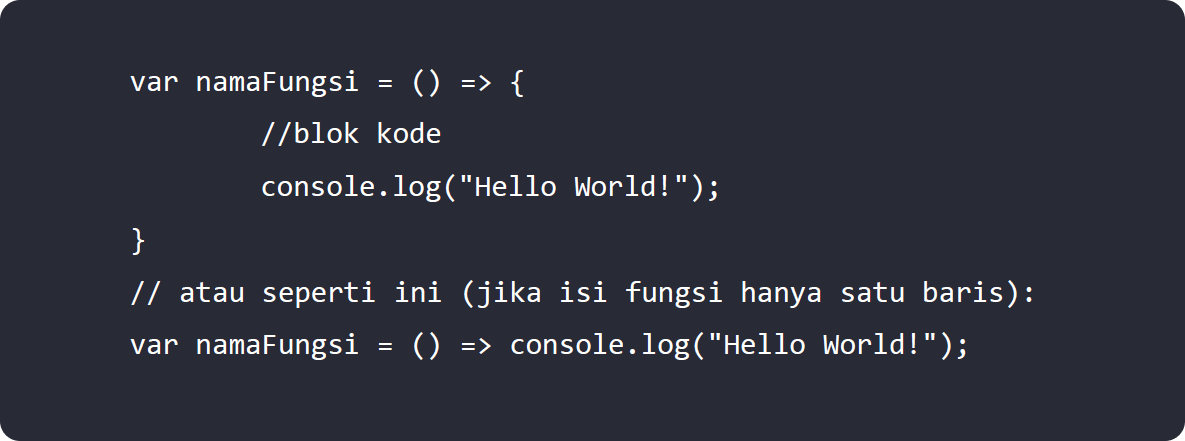 var namaFungsi = () => {
//blok kode
console.log("Hello World!");
}
// atau seperti ini (jika isi fungsi hanya satu baris):
var namaFungsi = () => console.log("Hello World!");